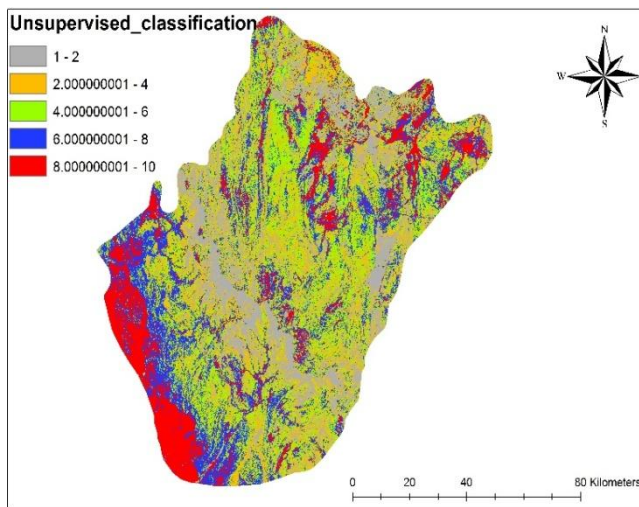 Unsupervised_classification
1 - 2
2.000000001 - 4
4.000000001 - 6
6.000000001 - 8
8.000000001 - 10
N
W
E
S
0 20 40 80 Kilometers